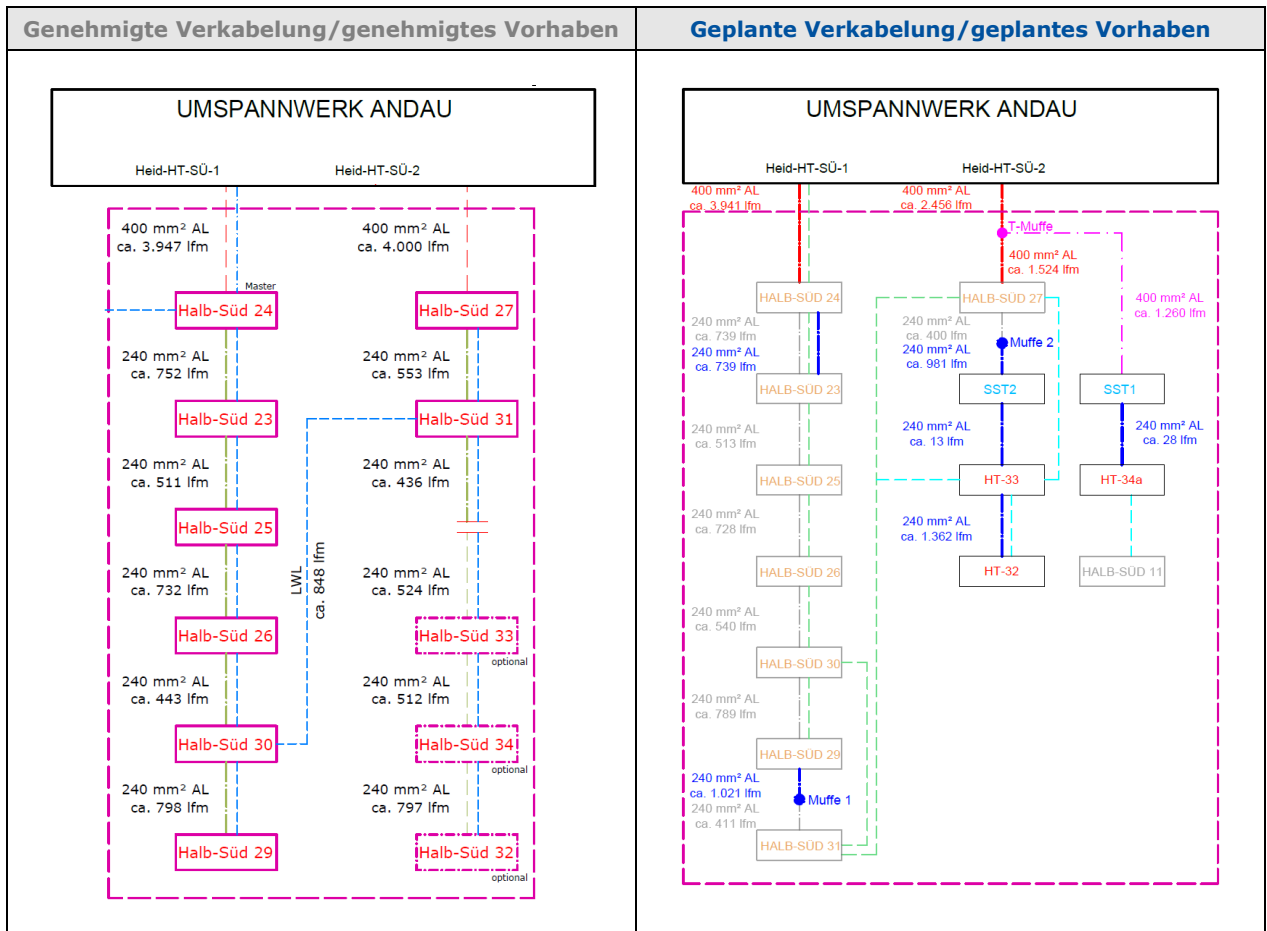 Genehmigte Verkabelung/genehmigtes Vorhaben
UMSPANNWERK ANDAU
Heid-HT-SÜ-1
Heid-HT-SÜ-2
400 mm² AL
ca. 3.947 lfm
400 mm² AL
ca. 4.000 lfm
Master
Halb-Süd 24
Halb-Süd 27
240 mm² AL
ca. 752 lfm
240 mm² AL
ca. 553 lfm
Halb-Süd 23
Halb-Süd 31
240 mm² AL
ca. 511 lfm
240 mm² AL
ca. 436 lfm
Halb-Süd 25
LWL
ca. 848 lfm
240 mm² AL
ca. 732 lfm
240 mm² AL
ca. 524 lfm
Halb-Süd 26
Halb-Süd 33
optional
240 mm² AL
ca. 443 lfm
240 mm² AL
ca. 512 lfm
Halb-Süd 30
Halb-Süd 34
optional
240 mm² AL
ca. 798 lfm
240 mm² AL
ca. 797 lfm
Halb-Süd 29
Halb-Süd 32
optional
Geplante Verkabelung/geplantes Vorhaben
UMSPANNWERK ANDAU
Heid-HT-SÜ-1
Heid-HT-SÜ-2
400 mm² AL
ca. 3.941 lfm
400 mm² AL
ca. 2.456 lfm
T-Muffe
400 mm² AL
ca. 1.524 lfm
HALB-SÜD 24
HALB-SÜD 27
400 mm² AL
ca. 1.260 lfm
240 mm² AL
ca. 739 lfm
240 mm² AL
ca. 739 lfm
240 mm² AL
ca. 400 lfm
Muffe 2
240 mm² AL
ca. 981 lfm
HALB-SÜD 23
SST2
SST1
240 mm² AL
ca. 513 lfm
240 mm² AL
ca. 13 lfm
240 mm² AL
ca. 28 lfm
HALB-SÜD 25
HT-33
HT-34a
240 mm² AL
ca. 728 lfm
240 mm² AL
ca. 1.362 lfm
HALB-SÜD 26
HT-32
HALB-SÜD 11
240 mm² AL
ca. 540 lfm
HALB-SÜD 30
240 mm² AL
ca. 789 lfm
HALB-SÜD 29
240 mm² AL
ca. 1.021 lfm
Muffe 1
240 mm² AL
ca. 411 lfm
HALB-SÜD 31